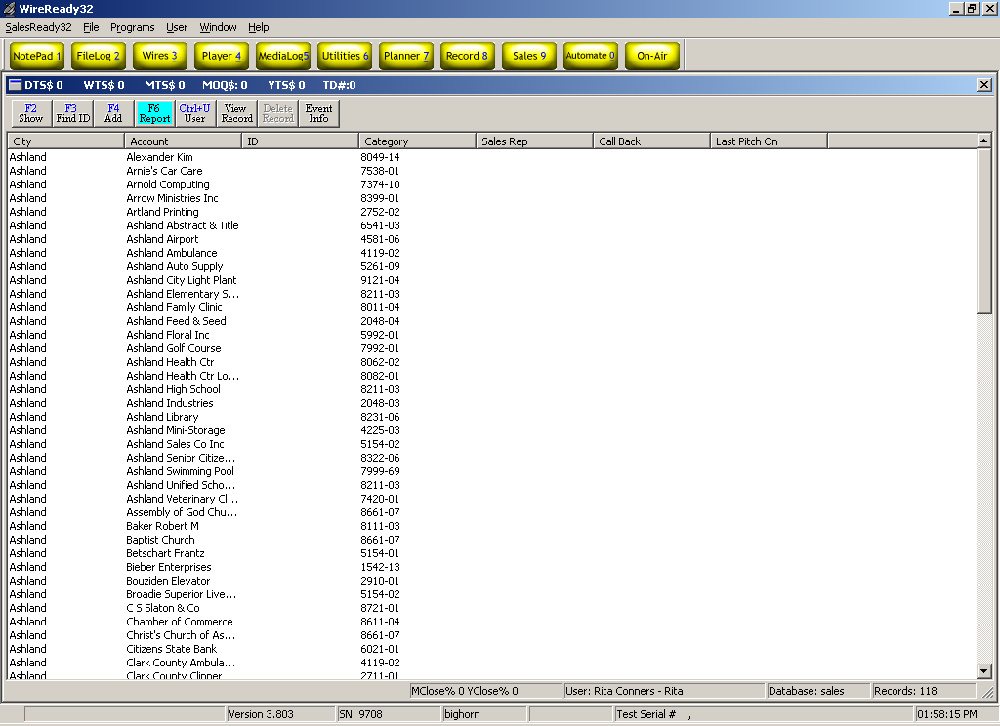 WireReady32
SalesReady32 File Programs User Window Help
NotePad 1 FileLog 2 Wires 3 Player 4 MediaLog5 Utilities 6 Planner 7 Record 8 Sales 9 Automate 0 On-Air
DTS$ 0 WTS$ 0 MTS$ 0 MOQ$: 0 YTS$ 0 TD#:0
F2 F3 F4 F6 Ctrl+U View Delete Event
Show Find ID Add Report User Record Record Info
City Account ID Category Sales Rep Call Back Last Pitch On
Ashland Alexander Kim 8049-14
Ashland Arnie's Car Care 7538-01
Ashland Arnold Computing 7374-10
Ashland Arrow Ministries Inc 8399-01
Ashland Artland Printing 2752-02
Ashland Ashland Abstract & Title 6541-03
Ashland Ashland Airport 4581-06
Ashland Ashland Ambulance 4119-02
Ashland Ashland Auto Supply 5261-09
Ashland Ashland City Light Plant 9121-04
Ashland Ashland Elementary S... 8211-03
Ashland Ashland Family Clinic 8011-04
Ashland Ashland Feed & Seed 2048-04
Ashland Ashland Floral Inc 5992-01
Ashland Ashland Golf Course 7992-01
Ashland Ashland Health Ctr 8062-02
Ashland Ashland Health Ctr Lo... 8082-01
Ashland Ashland High School 8211-03
Ashland Ashland Industries 2048-03
Ashland Ashland Library 8231-06
Ashland Ashland Mini-Storage 4225-03
Ashland Ashland Sales Co Inc 5154-02
Ashland Ashland Senior Citize... 8322-06
Ashland Ashland Swimming Pool 7999-69
Ashland Ashland Unified Scho... 8211-03
Ashland Ashland Veterinary Cl... 7420-01
Ashland Assembly of God Chu... 8661-07
Ashland Baker Robert M 8111-03
Ashland Baptist Church 8661-07
Ashland Betschart Frantz 5154-01
Ashland Bieber Enterprises 1542-13
Ashland Bouziden Elevator 2910-01
Ashland Broadie Superior Live... 5154-02
Ashland C S Slaton & Co 8721-01
Ashland Chamber of Commerce 8611-04
Ashland Christ's Church of As... 8661-07
Ashland Citizens State Bank 6021-01
Ashland Clark County Ambula... 4119-02
Ashland Clark County Clipper 2711-01
MClose% 0 YClose% 0 User: Rita Conners - Rita Database: sales Records: 118
Version 3.803 SN: 9708 bighorn Test Serial # , 01:58:15 PM